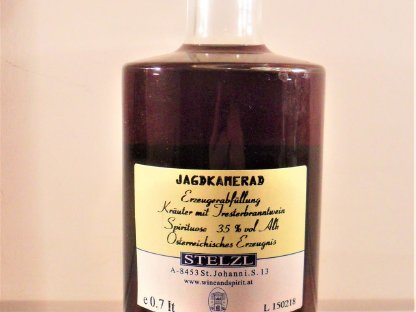 JAGDKAMERAD
Erzeugerabfüllung
Kräuter mit Tresterbranntwein
Spirituose 35 % vol Alk
Österreichisches Erzeugnis
STELZL
A-8453 St. Johann i. S. 13
www.wineandspirit.at
e 0.7 lt L 150218